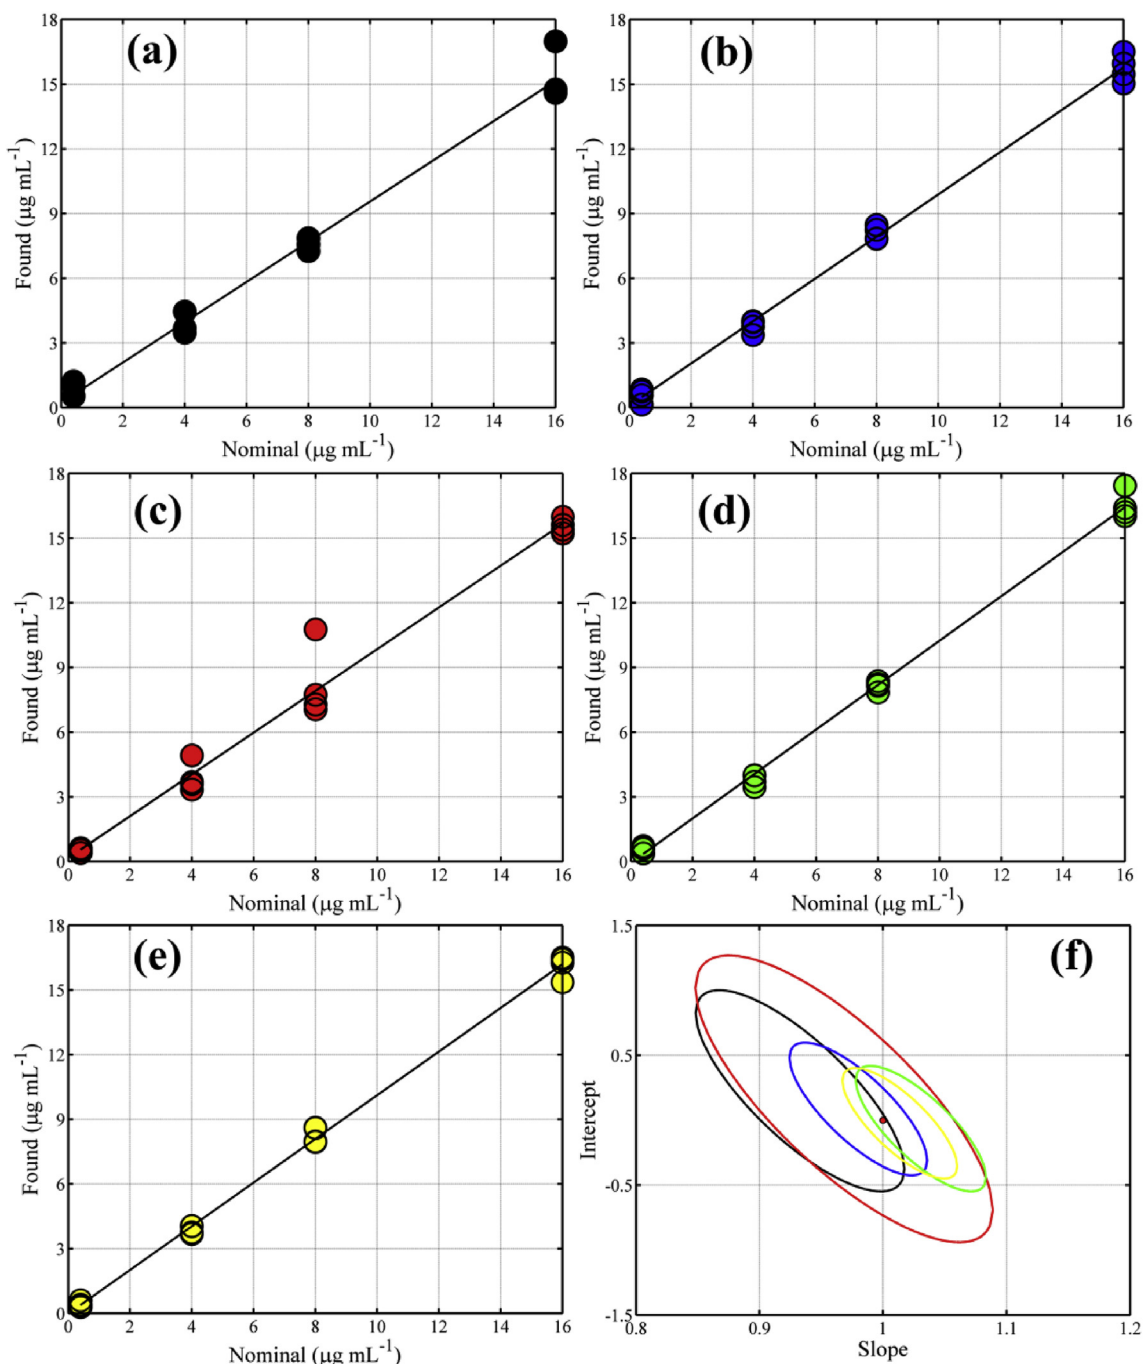 (a)
18
15
12
9
6
3
0
Found (μg mL⁻¹)
0 2 4 6 8 10 12 14 16
Nominal (μg mL⁻¹)
(b)
18
15
12
9
6
3
0
Found (μg mL⁻¹)
0 2 4 6 8 10 12 14 16
Nominal (μg mL⁻¹)
(c)
18
15
12
9
6
3
0
Found (μg mL⁻¹)
0 2 4 6 8 10 12 14 16
Nominal (μg mL⁻¹)
(d)
18
15
12
9
6
3
0
Found (μg mL⁻¹)
0 2 4 6 8 10 12 14 16
Nominal (μg mL⁻¹)
(e)
18
15
12
9
6
3
0
Found (μg mL⁻¹)
0 2 4 6 8 10 12 14 16
Nominal (μg mL⁻¹)
(f)
1.5
0.5
-0.5
-1.5
Intercept
0.8 0.9 1 1.1 1.2
Slope